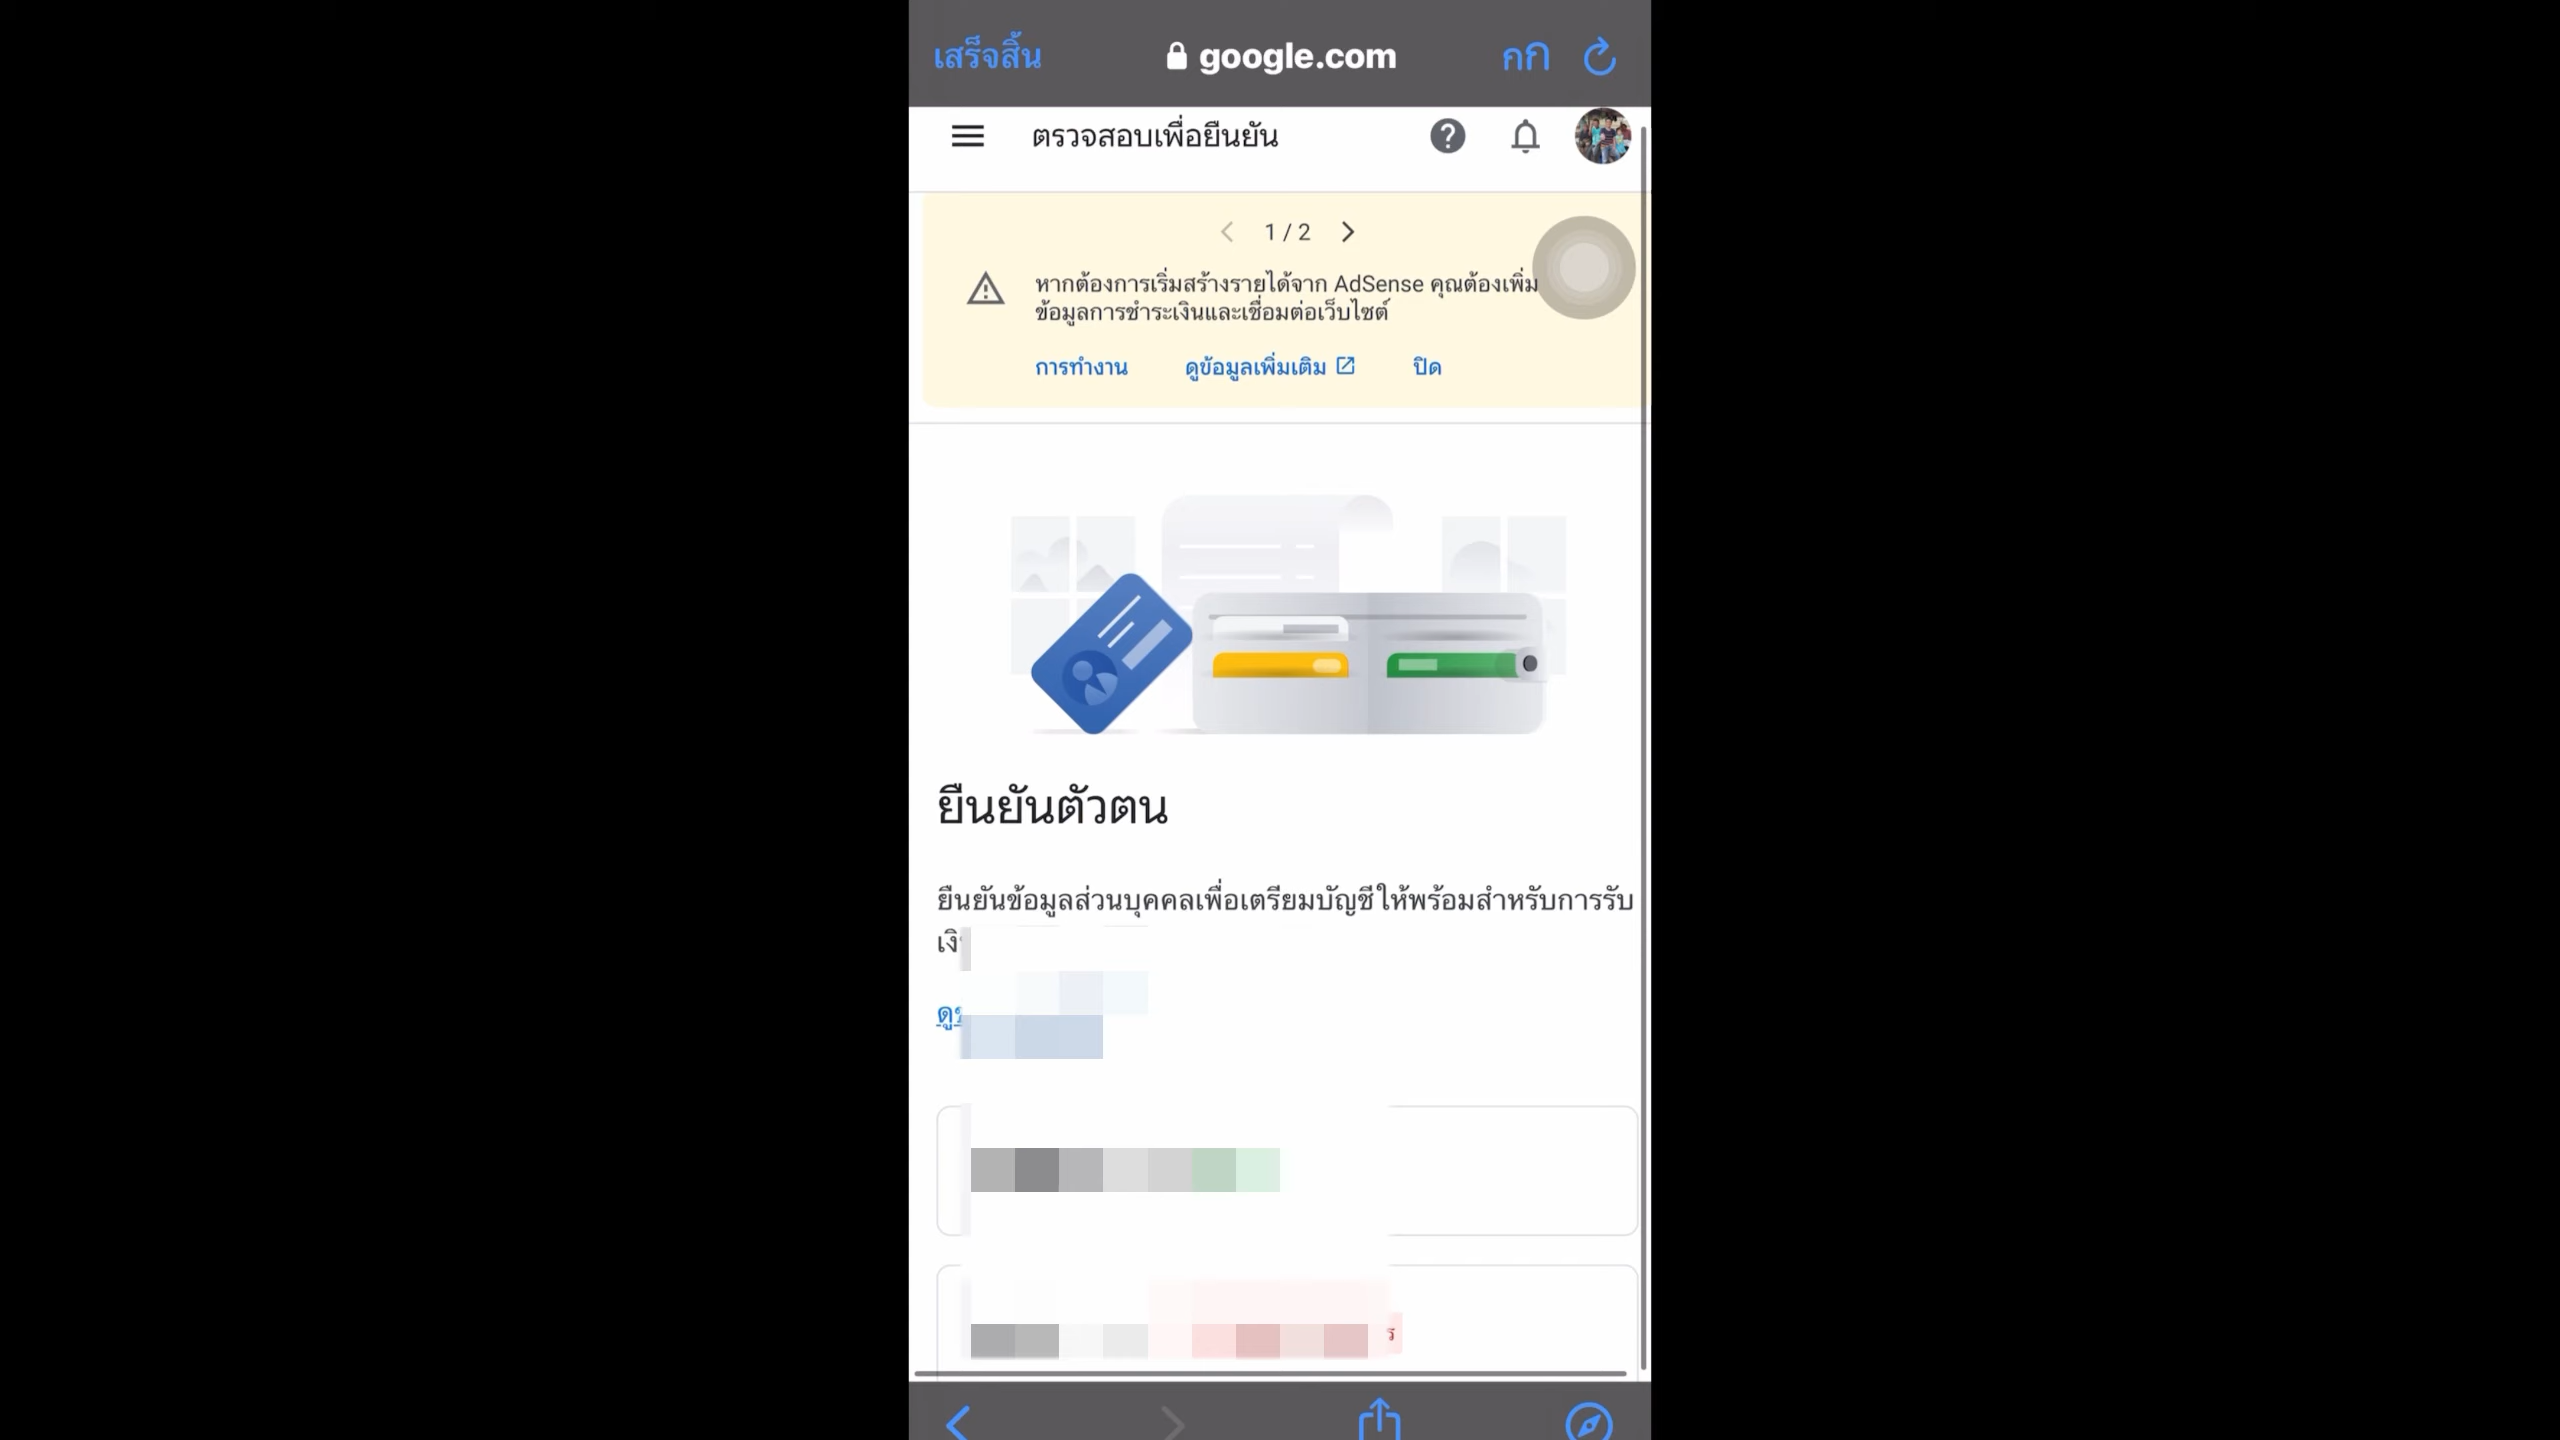 เสร็จสิ้น google.com กก
ตรวจสอบเพื่อยืนยัน
1 / 2
หากต้องการเริ่มสร้างรายได้จาก AdSense คุณต้องเพิ่ม
ข้อมูลการชำระเงินและเชื่อมต่อเว็บไซต์
การทำงาน ดูข้อมูลเพิ่มเติม ปิด
ยืนยันตัวตน
ยืนยันข้อมูลส่วนบุคคลเพื่อเตรียมบัญชีให้พร้อมสำหรับการรับ